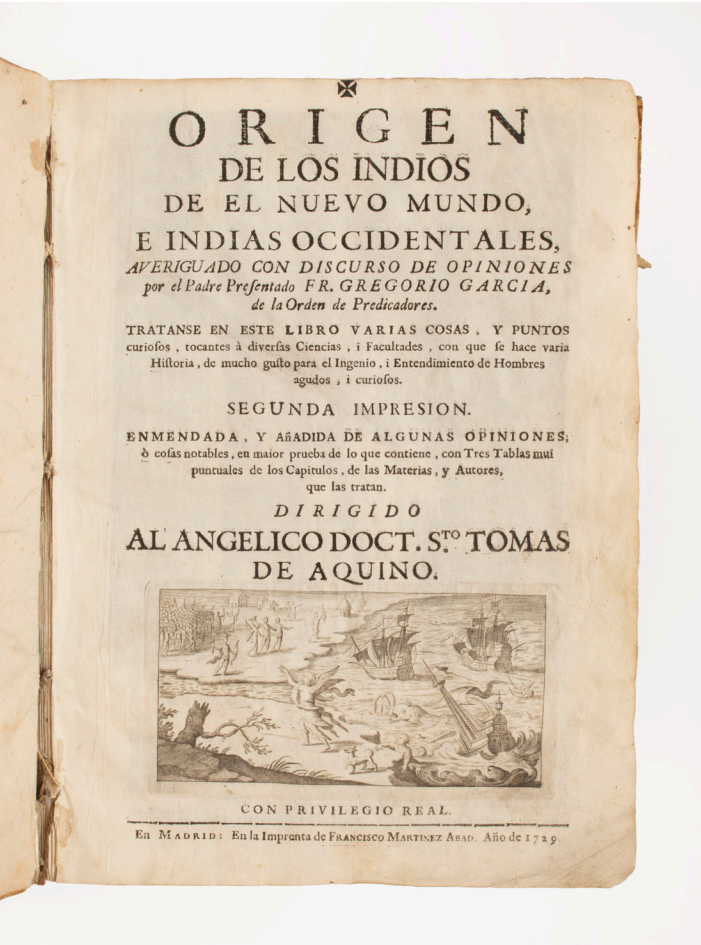 ORIGEN
DE LOS INDIOS
DE EL NUEVO MUNDO,
E INDIAS OCCIDENTALES,
AVERIGUADO CON DISCURSO DE OPINIONES
por el Padre Preſentado FR. GREGORIO GARCIA,
de la Orden de Predicadores.
TRATANSE EN ESTE LIBRO VARIAS COSAS, Y PUNTOS
curioſos, tocantes à diverſas Ciencias, i Facultades, con que ſe hace varia
Hiſtoria, de mucho guſto para el Ingenio, i Entendimiento de Hombres
agudos, i curioſos.
SEGUNDA IMPRESION.
ENMENDADA, Y AñADIDA DE ALGUNAS OPINIONES,
ò coſas notables, en maior prueba de lo que contiene, con Tres Tablas mui
puntuales de los Capitulos, de las Materias, y Autores,
que las tratan.
DIRIGIDO
AL ANGELICO DOCT. S.TO TOMAS
DE AQUINO.
CON PRIVILEGIO REAL.
En MADRID: En la Imprenta de FRANCISCO MARTINEZ ABAD. Año de 1729.